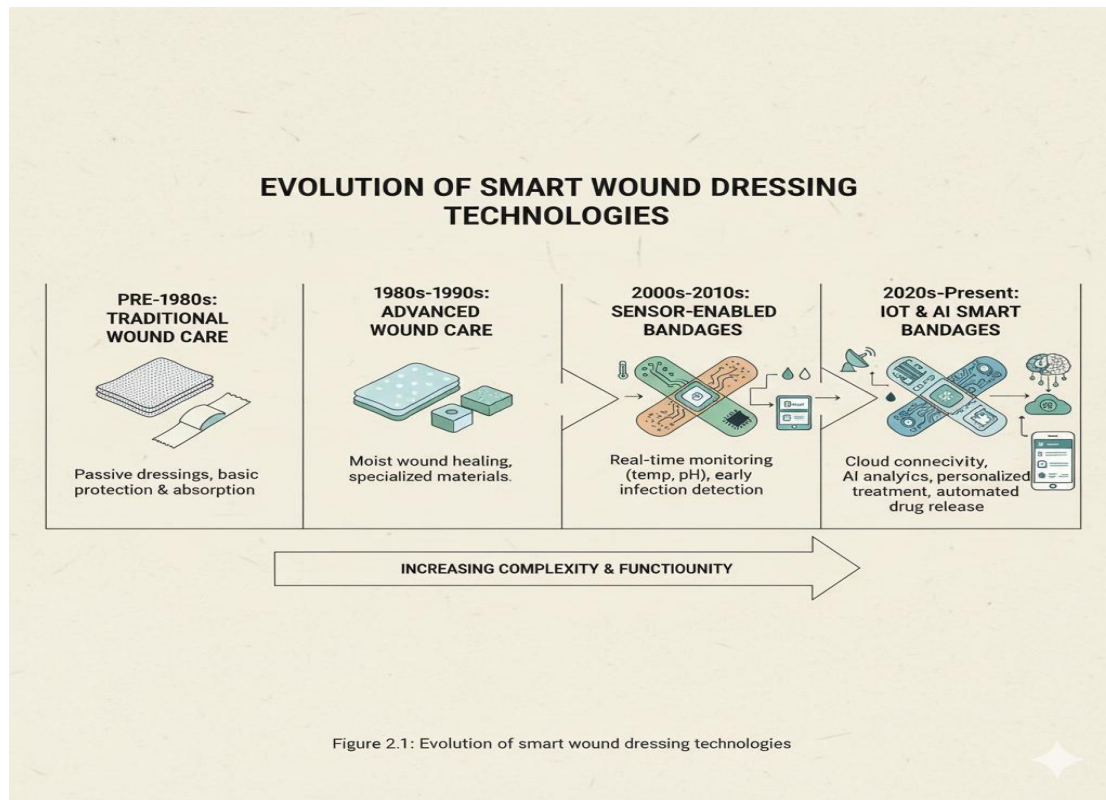 EVOLUTION OF SMART WOUND DRESSING
TECHNOLOGIES
PRE-1980s:
TRADITIONAL
WOUND CARE
Passive dressings, basic
protection & absorption
1980s-1990s:
ADVANCED
WOUND CARE
Moist wound healing,
specialized materials.
2000s-2010s:
SENSOR-ENABLED
BANDAGES
Real-time monitoring
(temp, pH), early
infection detection
2020s-Present:
IOT & AI SMART
BANDAGES
Cloud connecivity,
AI analyics, personalized
treatment, automated
drug release
INCREASING COMPLEXITY & FUNCTIOUNITY
Figure 2.1: Evolution of smart wound dressing technologies